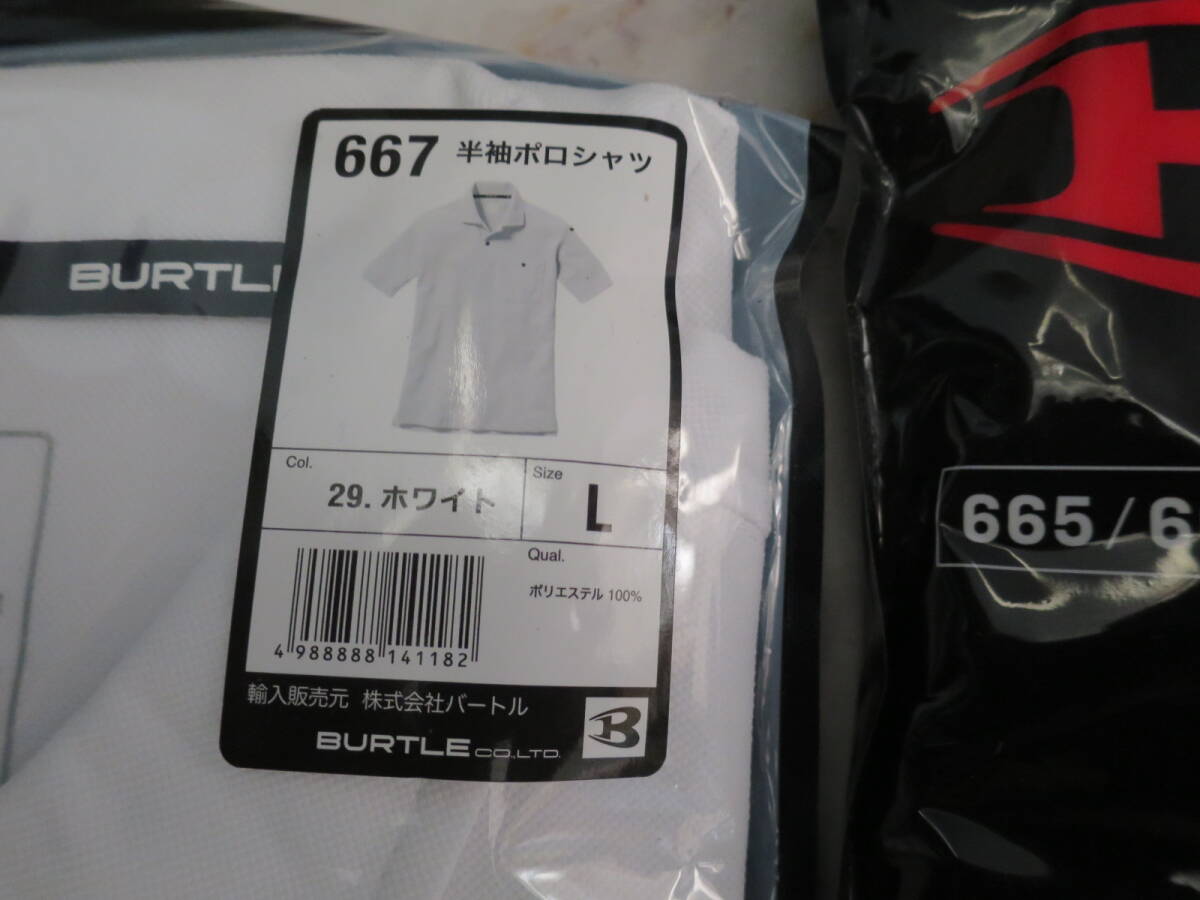 667 半袖ポロシャツ
BURTL
Col.
29. ホワイト
Size
L
Qual.
ポリエステル 100%
4 988888 141182
輸入販売元 株式会社バートル
BURTLE CO.,LTD.
B
665/6